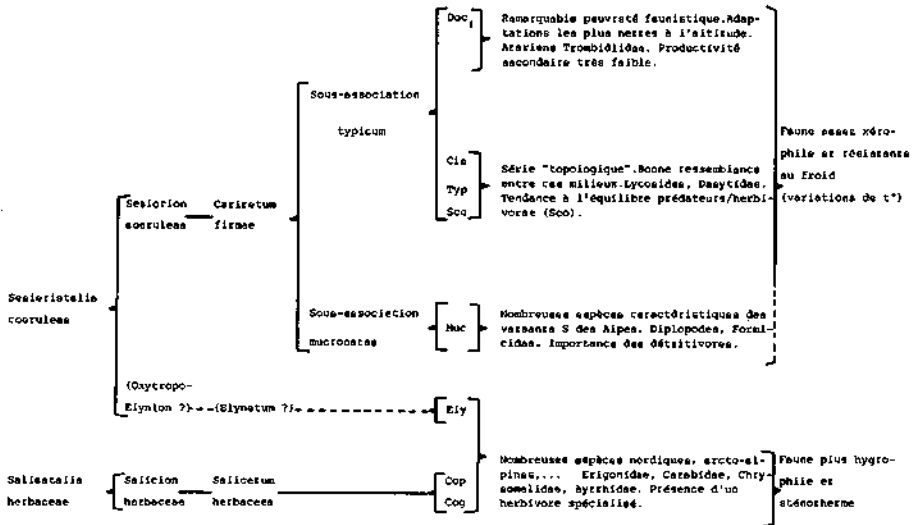 Doc,
Remarquable pauvreté faunistique.Adap-
tations les plus nettes à l'altitude.
Acariens Trombidiidae. Productivité
secondaire très faible.
Sous-association
typicum
Cis
Typ
Sco
Série "topologique".Bonne ressemblance
entre ces milieux.Lycosidae, Dasytidae.
Tendance à l'équilibre prédateurs/herbi-
vores (Sco).
Faune assez xéro-
phile et résistante
au froid
(variations de t°)
Seslerion
coeruleae
Caricetum
firmae
Seslerietalia
coeruleae
Sous-association
mucronatae
Muc
Nombreuses espèces caractéristiques des
versants S des Alpes. Diplopodes, Formi-
cidae. Importance des détritivores.
(Oxytropo-
Elynion ?)
(Elynetum ?)
Ely
Nombreuses espèces nordiques, arcto-al-
pines,... Erigonidae, Carabidae, Chry-
somelidae, Byrrhidae. Présence d'un
herbivore spécialisé.
Faune plus hygro-
phile et
sténotherme
Salicetalia
herbaceae
Salicion
herbaceae
Salicetum
herbaceae
Cop
Cog